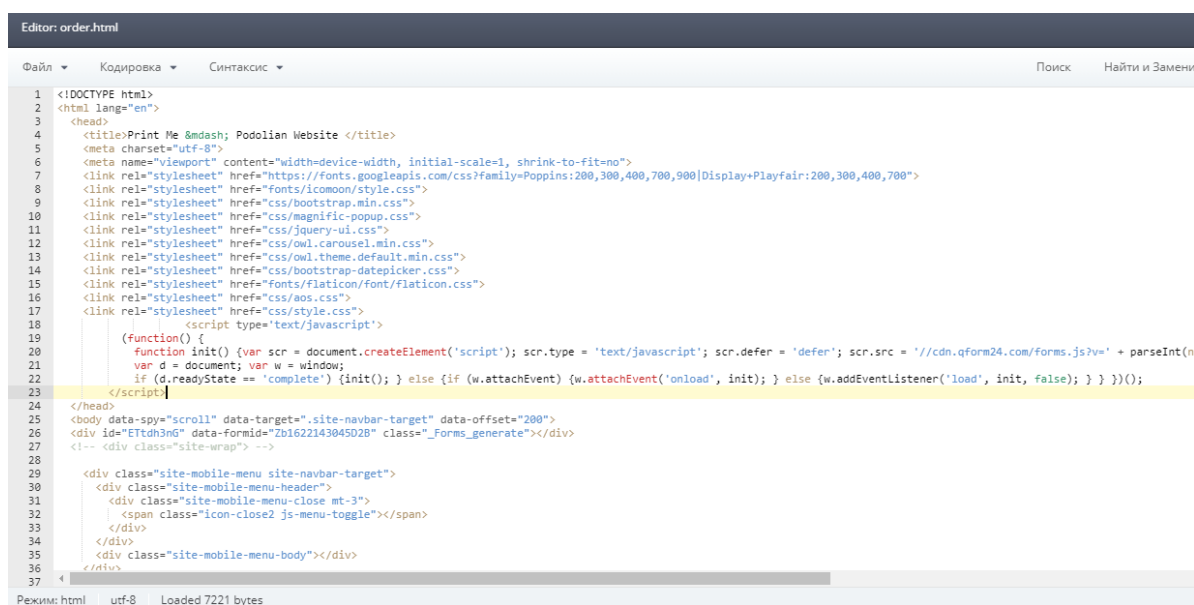 Editor: order.html
Файл Кодировка Синтаксис Поиск Найти и Замени
1 <!DOCTYPE html>
2 <html lang="en">
3 <head>
4 <title>Print Me &mdash; Podolian Website </title>
5 <meta charset="utf-8">
6 <meta name="viewport" content="width=device-width, initial-scale=1, shrink-to-fit=no">
7 <link rel="stylesheet" href="https://fonts.googleapis.com/css?family=Poppins:200,300,400,700,900|Display+Playfair:200,300,400,700">
8 <link rel="stylesheet" href="fonts/icomoon/style.css">
9 <link rel="stylesheet" href="css/bootstrap.min.css">
10 <link rel="stylesheet" href="css/magnific-popup.css">
11 <link rel="stylesheet" href="css/jquery-ui.css">
12 <link rel="stylesheet" href="css/owl.carousel.min.css">
13 <link rel="stylesheet" href="css/owl.theme.default.min.css">
14 <link rel="stylesheet" href="css/bootstrap-datepicker.css">
15 <link rel="stylesheet" href="fonts/flaticon/font/flaticon.css">
16 <link rel="stylesheet" href="css/aos.css">
17 <link rel="stylesheet" href="css/style.css">
18 <script type='text/javascript'>
19 (function() {
20 function init() {var scr = document.createElement('script'); scr.type = 'text/javascript'; scr.defer = 'defer'; scr.src = '//cdn.qform24.com/forms.js?v=' + parseInt(n
21 var d = document; var w = window;
22 if (d.readyState == 'complete') {init(); } else {if (w.attachEvent) {w.attachEvent('onload', init); } else {w.addEventListener('load', init, false); } } })();
23 </script>
24 </head>
25 <body data-spy="scroll" data-target=".site-navbar-target" data-offset="200">
26 <div id="ETtdh3nG" data-formid="Zb1622143045D2B" class="_Forms_generate"></div>
27 <!-- <div class="site-wrap"> -->
28
29 <div class="site-mobile-menu site-navbar-target">
30 <div class="site-mobile-menu-header">
31 <div class="site-mobile-menu-close mt-3">
32 <span class="icon-close2 js-menu-toggle"></span>
33 </div>
34 </div>
35 <div class="site-mobile-menu-body"></div>
36 </div>
37
Режим: html utf-8 Loaded 7221 bytes